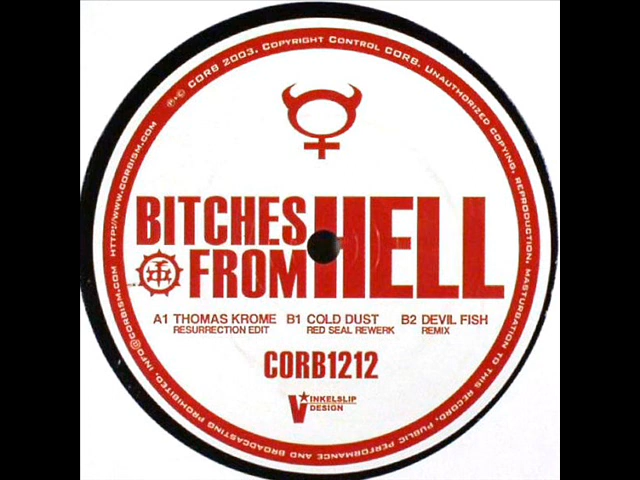 ℗+© CORB 2003. Copyright Control CORB. Unauthorized copying, reproduction, masturbation to this record, public performance and broadcasting prohibited. info@corbism.com http://www.corbism.com
BITCHES
FROM
HELL
A1 THOMAS KROME
RESURRECTION EDIT
B1 COLD DUST
RED SEAL REWERK
B2 DEVIL FISH
REMIX
CORB1212
VINKELSLIP
DESIGN